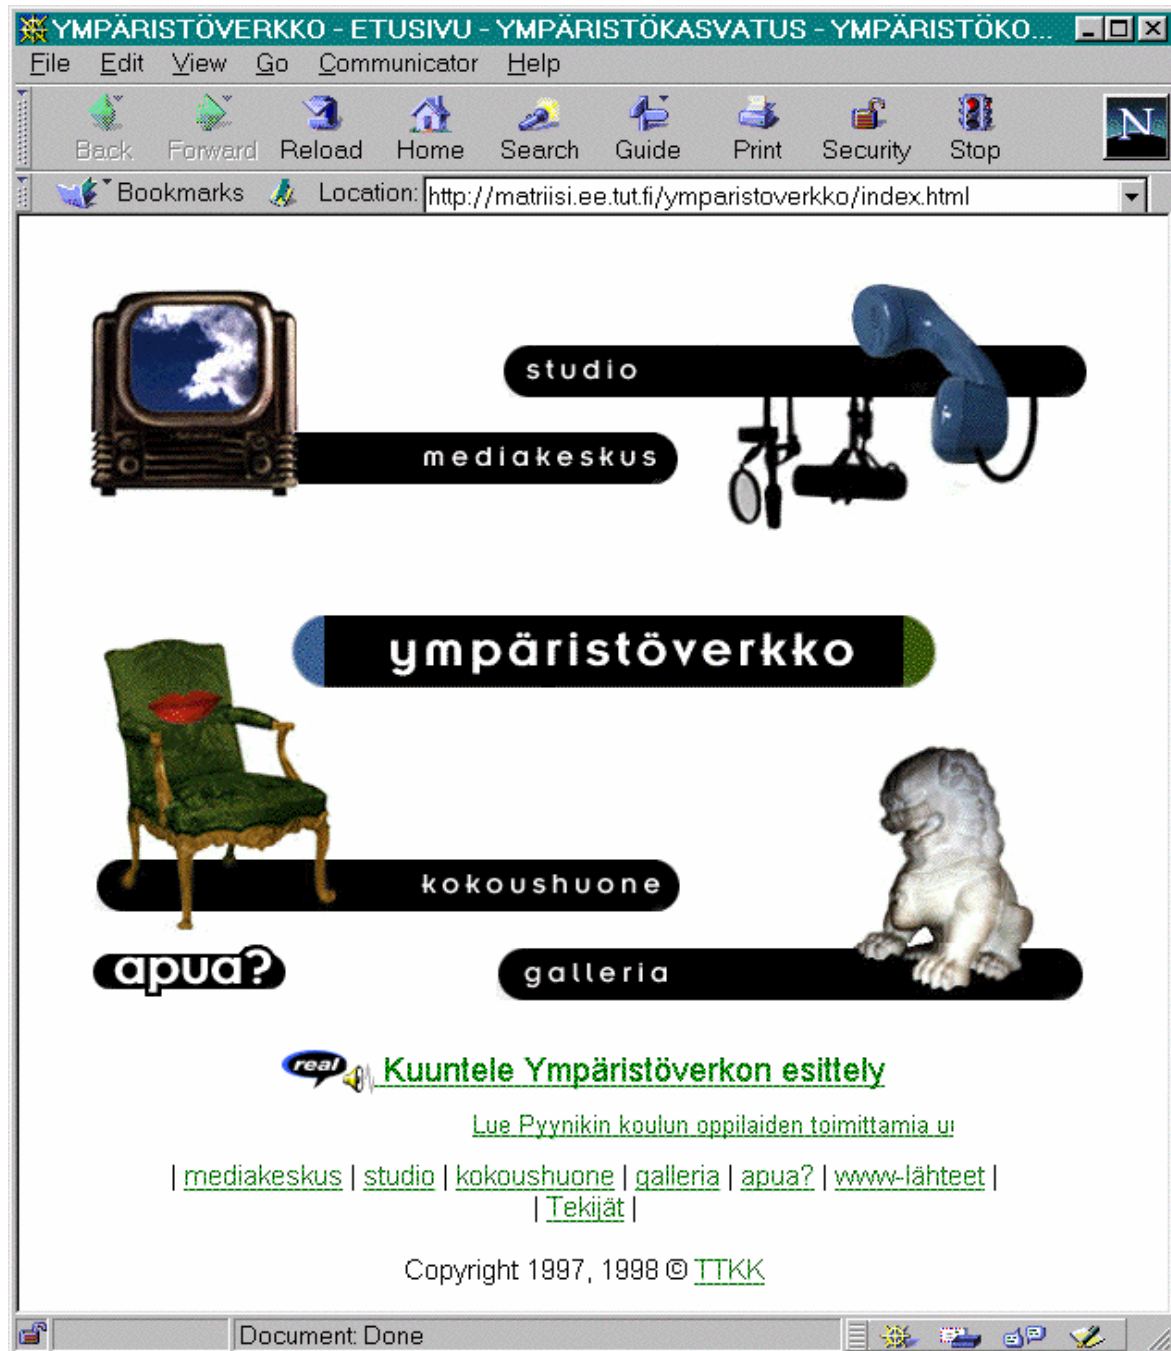 YMPÄRISTÖVERKKO - ETUSIVU - YMPÄRISTÖKASVATUS - YMPÄRISTÖKO...
File Edit View Go Communicator Help
Back Forward Reload Home Search Guide Print Security Stop
N
Bookmarks Location: http://matriisi.ee.tut.fi/ymparistoverkko/index.html
studio
mediakeskus
ympäristöverkko
kokoushuone
apua?
galleria
real Kuuntele Ympäristöverkon esittely
Lue Pyynikin koulun oppilaiden toimittamia
| mediakeskus | studio | kokoushuone | galleria | apua? | www-lähteet |
| Tekijät |
Copyright 1997, 1998 © TTKK
Document: Done